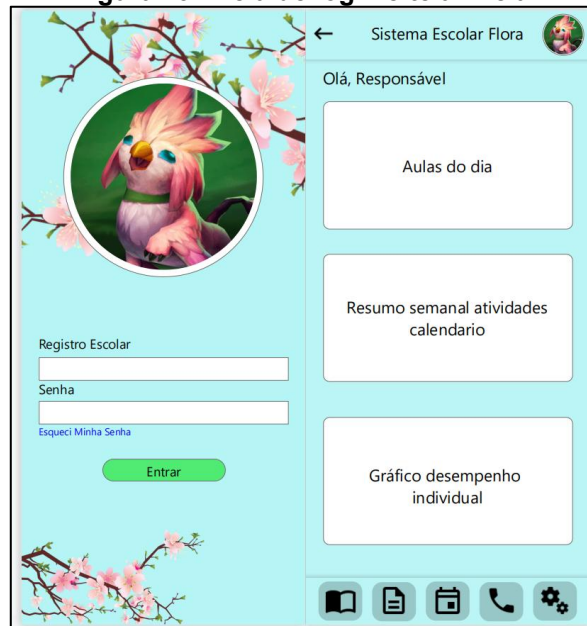 Sistema Escolar Flora
Olá, Responsável
Aulas do dia
Resumo semanal atividades
calendario
Gráfico desempenho
individual
Registro Escolar
Senha
Esqueci Minha Senha
Entrar